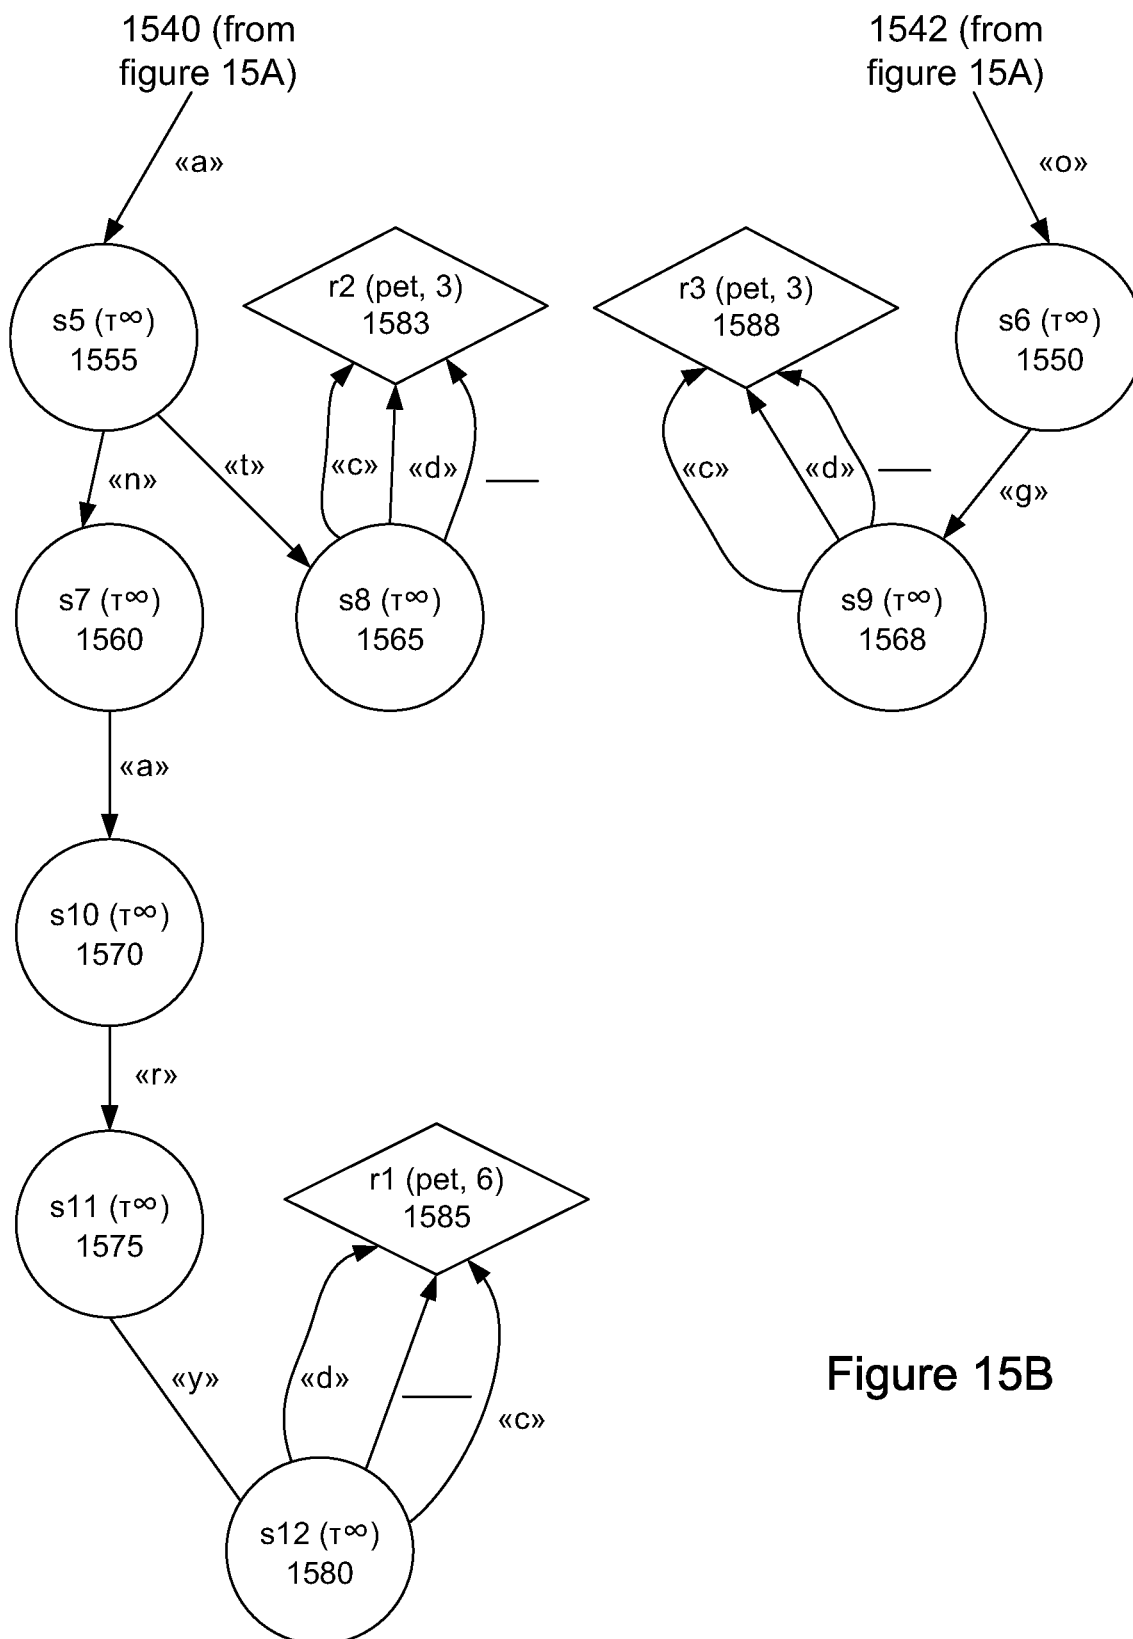 1540 (from
figure 15A)
1542 (from
figure 15A)
«a»
«o»
s5 (τ∞)
1555
r2 (pet, 3)
1583
r3 (pet, 3)
1588
s6 (τ∞)
1550
«n»
«t»
«c»
«d»
«c»
«d»
«g»
s7 (τ∞)
1560
s8 (τ∞)
1565
s9 (τ∞)
1568
«a»
s10 (τ∞)
1570
«r»
s11 (τ∞)
1575
r1 (pet, 6)
1585
«y»
«d»
«c»
Figure 15B
s12 (τ∞)
1580